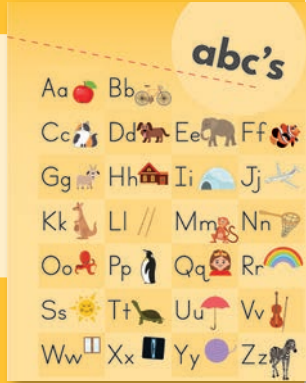 abc's
Aa Bb
Cc Dd Ee Ff
Gg Hh Ii Jj
Kk Ll Mm Nn
Oo Pp Qq Rr
Ss Tt Uu Vv
Ww Xx Yy Zz